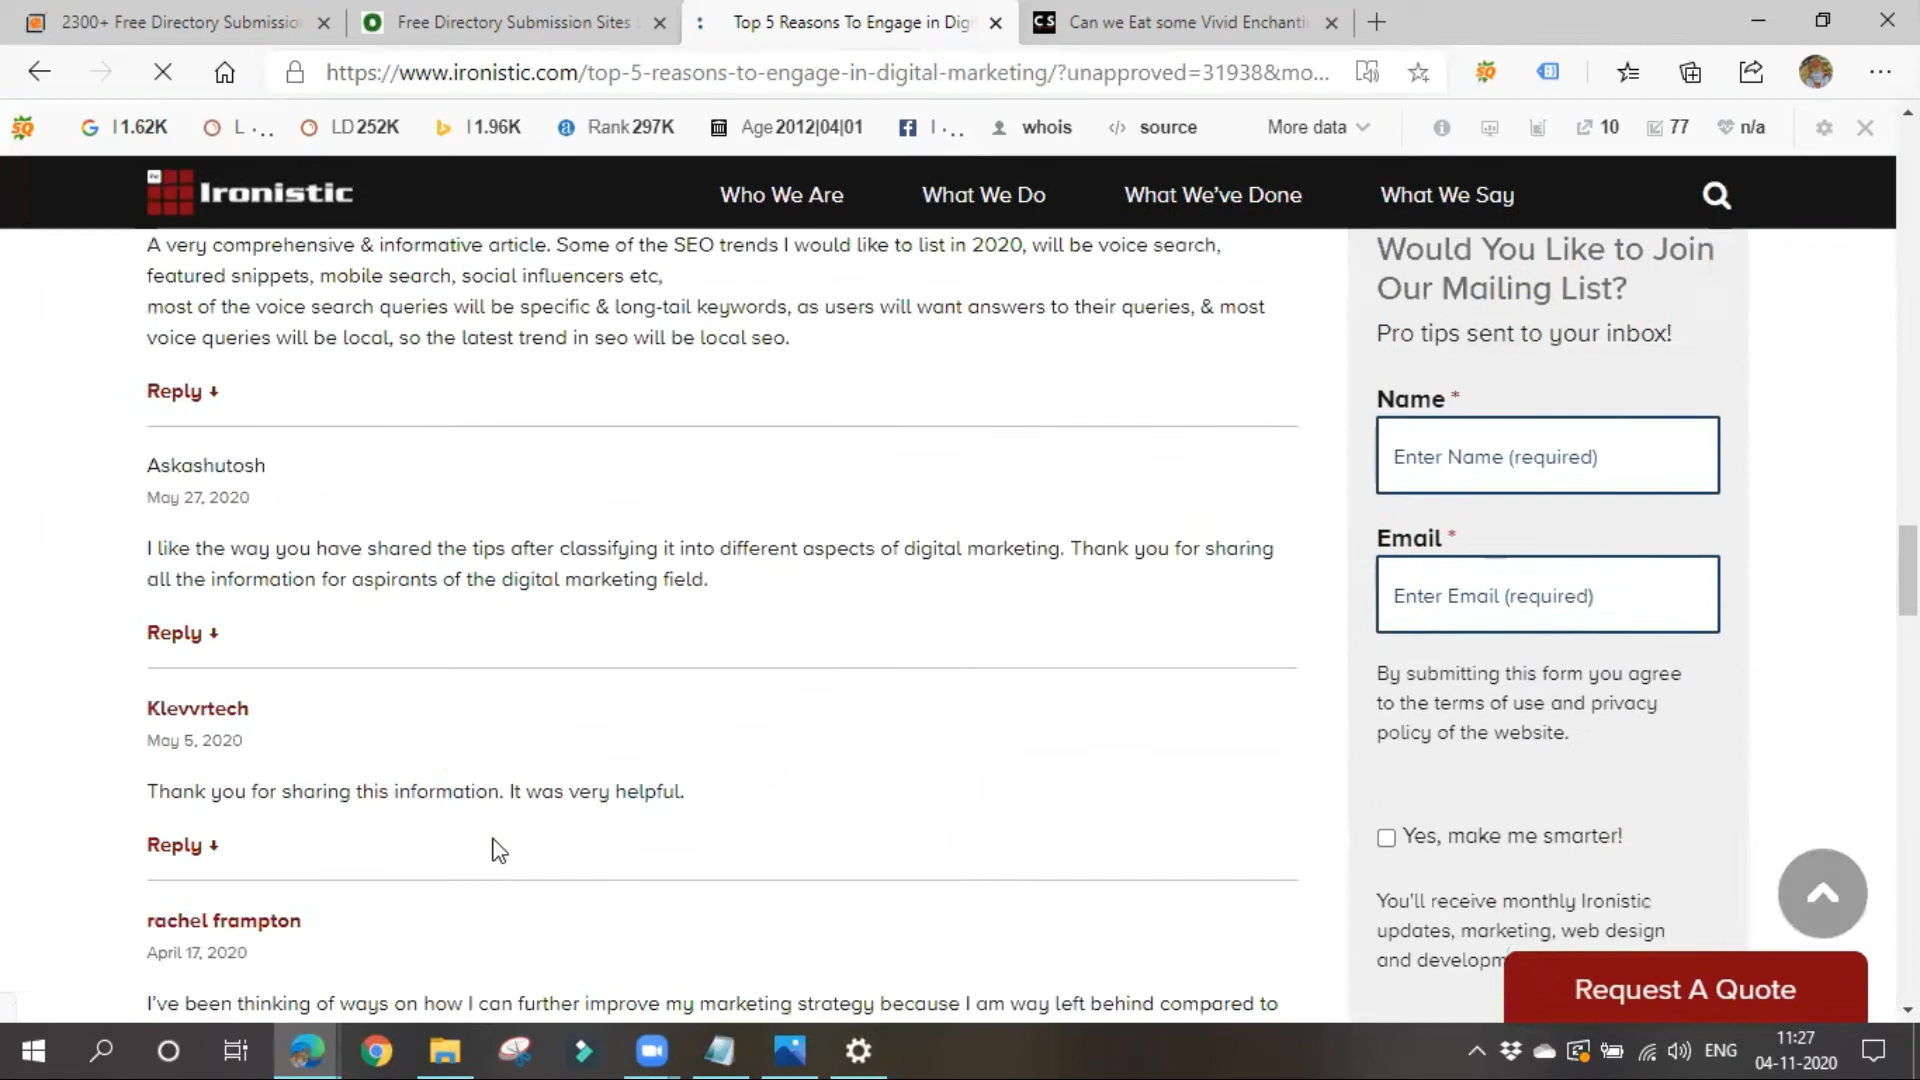 2300+ Free Directory Submissio
Free Directory Submission Sites
Top 5 Reasons To Engage in Dig
CS Can we Eat some Vivid Enchanti
https://www.ironistic.com/top-5-reasons-to-engage-in-digital-marketing/?unapproved=31938&mo...
SQ
SQ G I 1.62K L ... LD 252K I 1.96K Rank 297K Age 2012|04|01 I ... whois source More data 10 77 n/a
Ironistic Who We Are What We Do What We've Done What We Say
A very comprehensive & informative article. Some of the SEO trends I would like to list in 2020, will be voice search,
featured snippets, mobile search, social influencers etc,
most of the voice search queries will be specific & long-tail keywords, as users will want answers to their queries, & most
voice queries will be local, so the latest trend in seo will be local seo.
Reply
Askashutosh
May 27, 2020
I like the way you have shared the tips after classifying it into different aspects of digital marketing. Thank you for sharing
all the information for aspirants of the digital marketing field.
Reply
Klevvrtech
May 5, 2020
Thank you for sharing this information. It was very helpful.
Reply
rachel frampton
April 17, 2020
I've been thinking of ways on how I can further improve my marketing strategy because I am way left behind compared to
Would You Like to Join
Our Mailing List?
Pro tips sent to your inbox!
Name *
Enter Name (required)
Email *
Enter Email (required)
By submitting this form you agree
to the terms of use and privacy
policy of the website.
Yes, make me smarter!
You'll receive monthly Ironistic
updates, marketing, web design
and developm
Request A Quote
ENG
11:27
04-11-2020